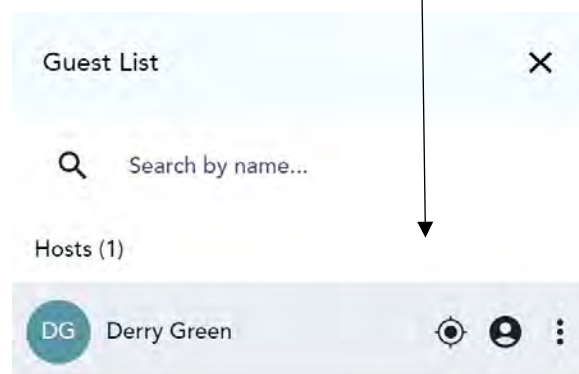 Guest List
Search by name...
Hosts (1)
DG Derry Green